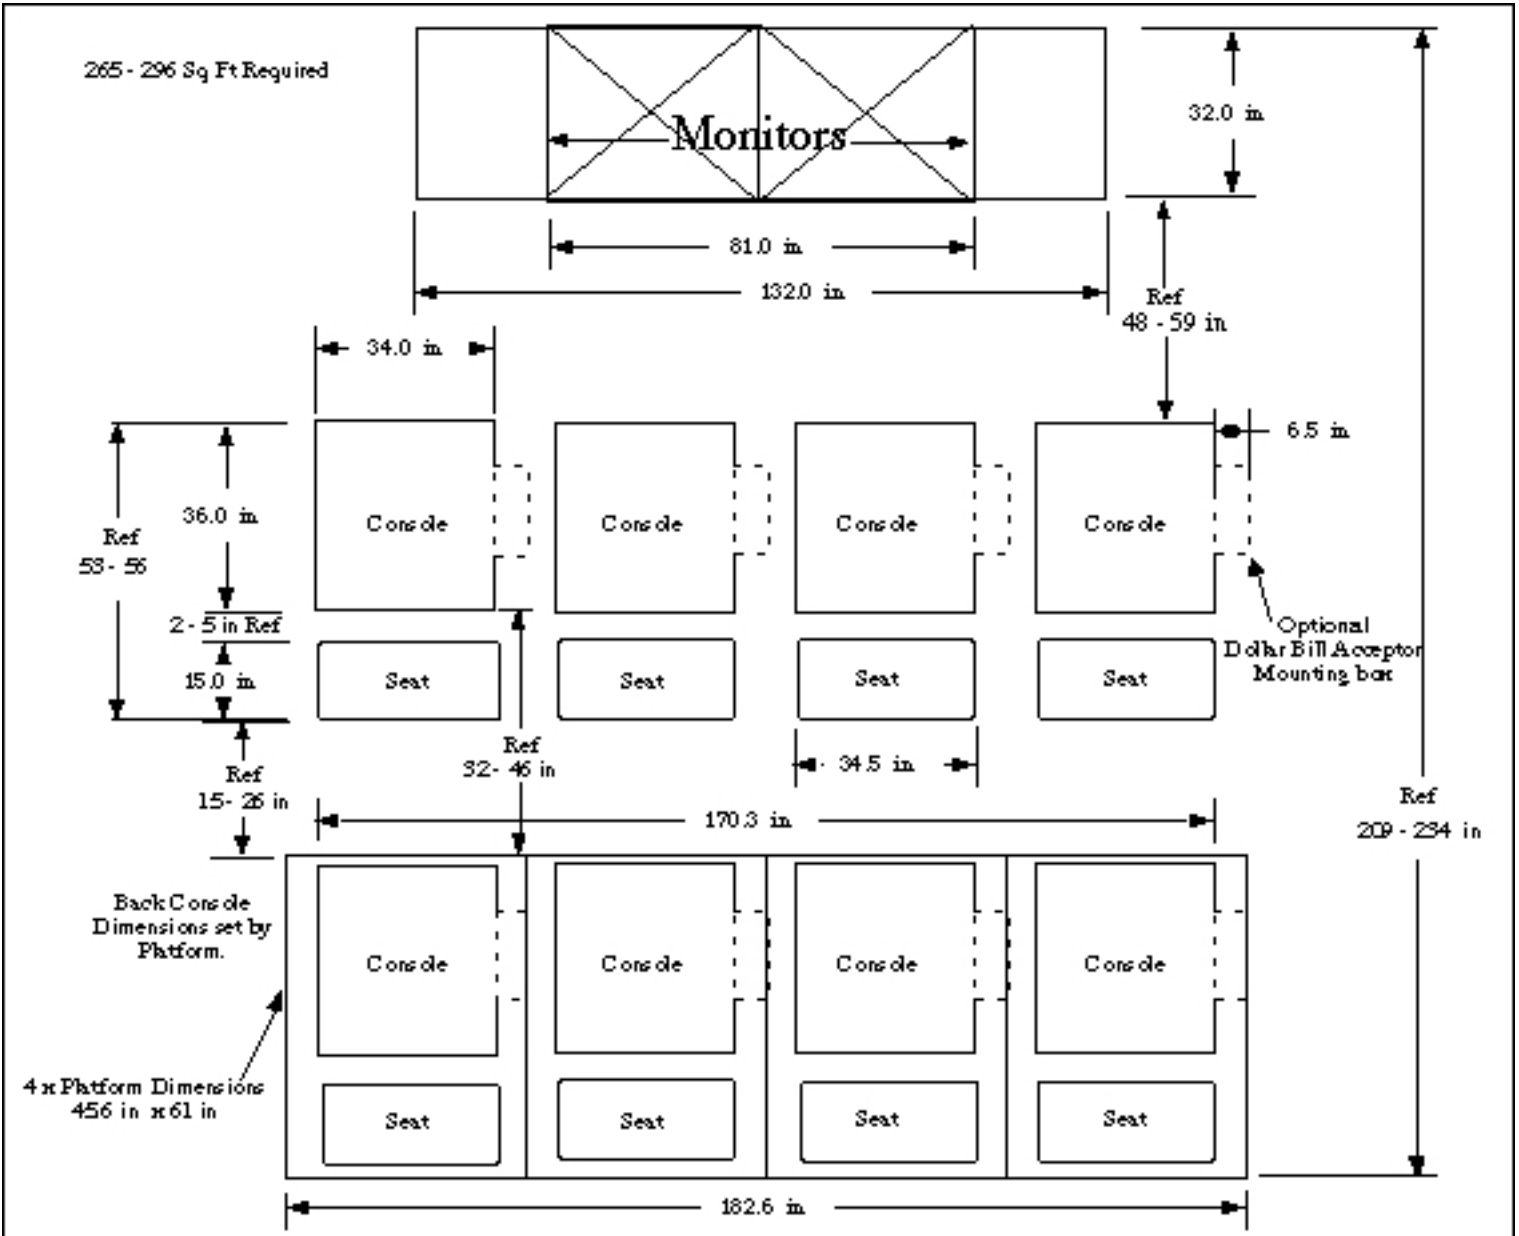 265 - 296 Sq Ft Required
Monitors
32.0 in
81.0 in
132.0 in
Ref
48 - 59 in
34.0 in
6.5 in
36.0 in
Ref
53 - 56
Console
Console
Console
Console
2 - 5 in Ref
Optional
Dollar Bill Acceptor
Mounting box
15.0 in
Seat
Seat
Seat
Seat
Ref
32 - 46 in
34.5 in
Ref
15 - 26 in
170.3 in
Ref
209 - 234 in
Back Console
Dimensions set by
Platform.
Console
Console
Console
Console
4 x Platform Dimensions
45.6 in x 61 in
Seat
Seat
Seat
Seat
182.6 in